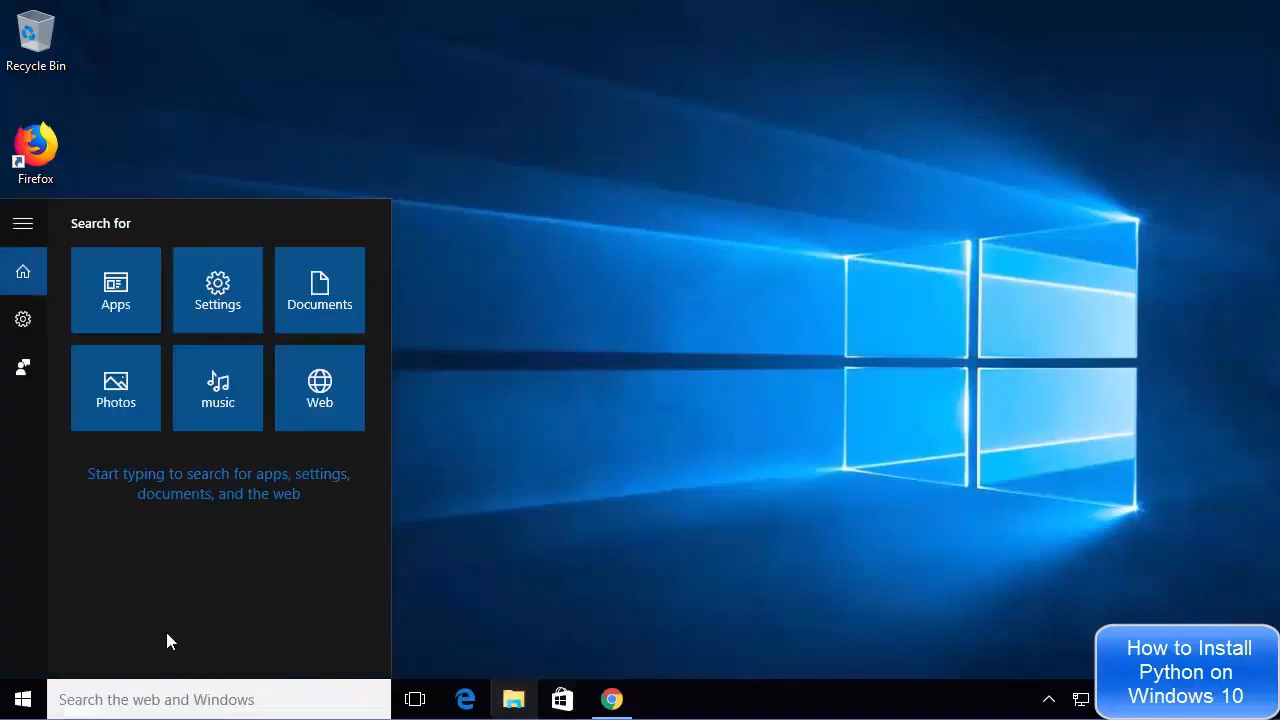 Recycle Bin
Firefox
Search for
Apps
Settings
Documents
Photos
music
Web
Start typing to search for apps, settings,
documents, and the web
Search the web and Windows
How to Install
Python on
Windows 10